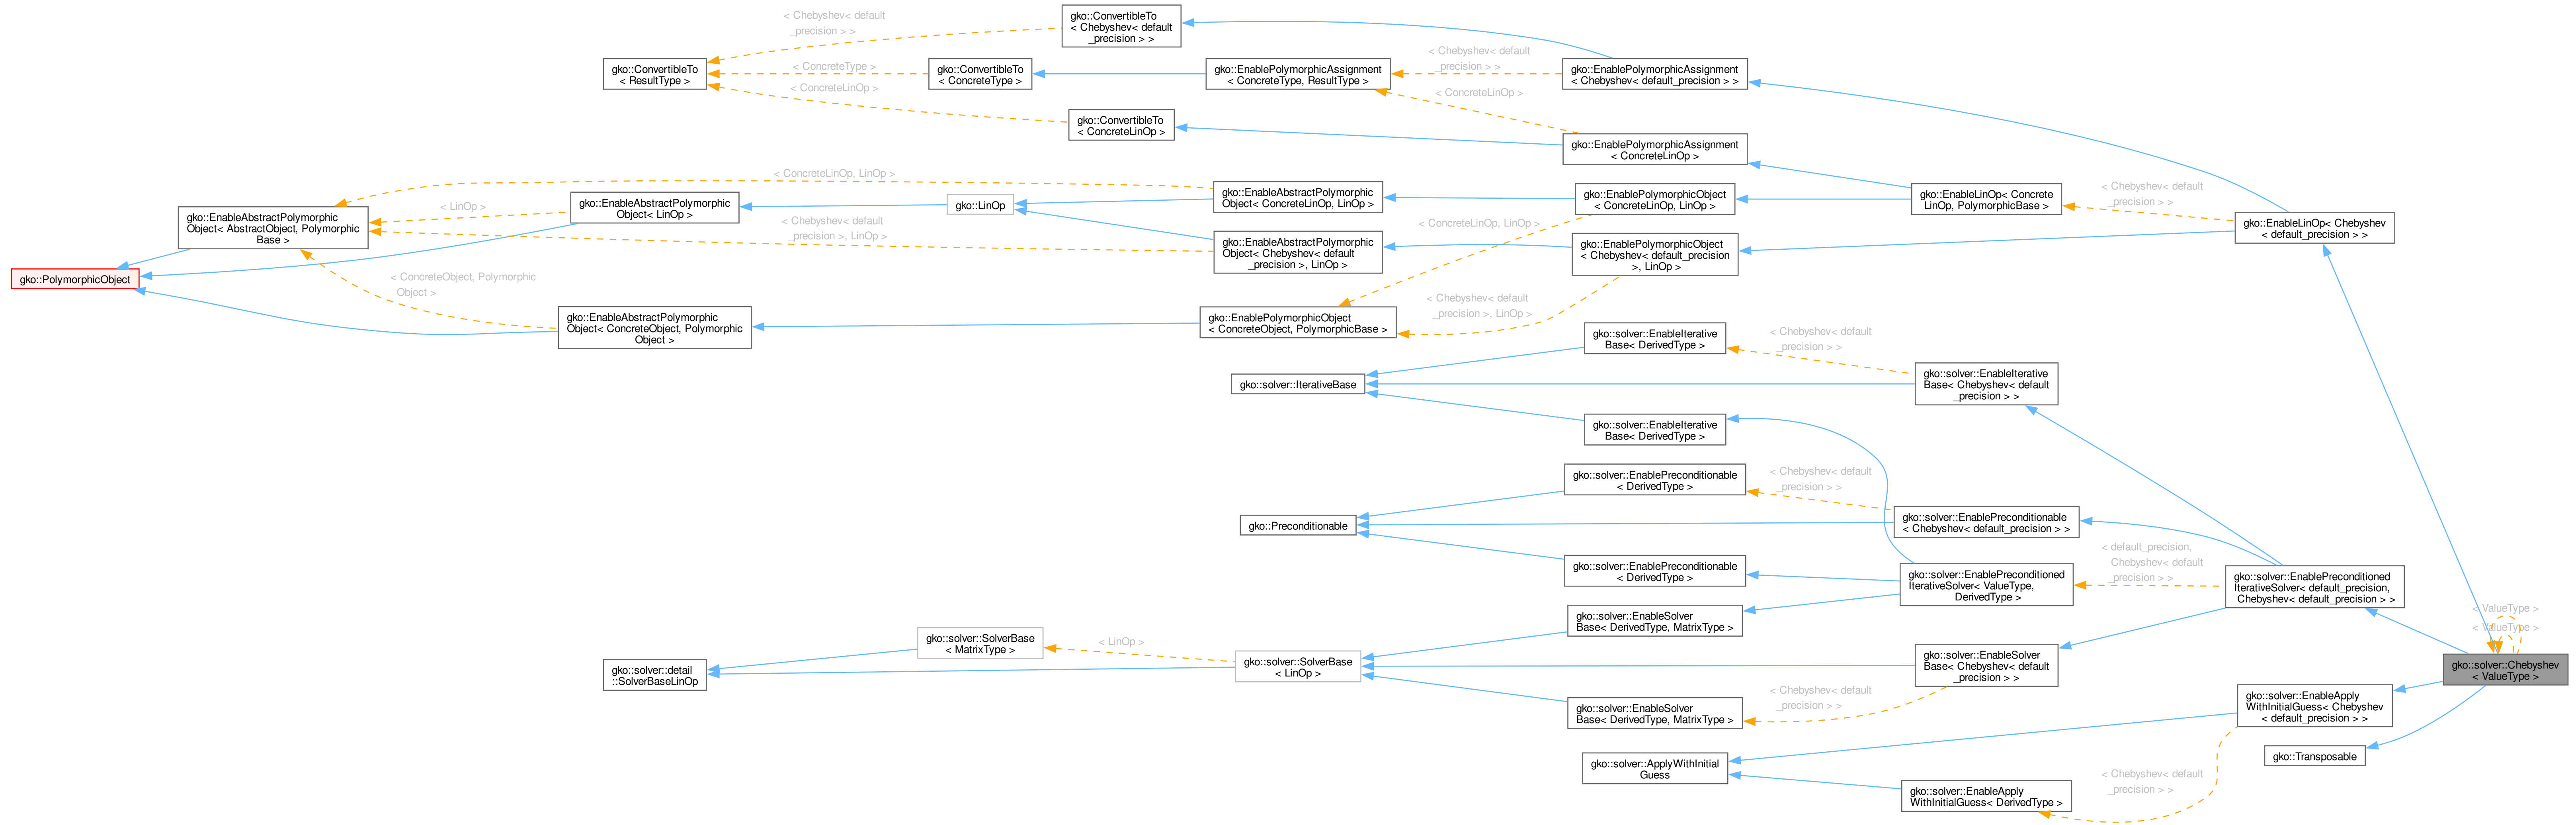 gko::PolymorphicObject
gko::EnableAbstractPolymorphic
Object< AbstractObject, Polymorphic
Base >
< ConcreteObject, Polymorphic
Object >
< LinOp >
gko::EnableAbstractPolymorphic
Object< LinOp >
gko::EnableAbstractPolymorphic
Object< ConcreteObject, Polymorphic
Object >
gko::ConvertibleTo
< ResultType >
gko::solver::detail
::SolverBaseLinOp
< Chebyshev< default
_precision > >
< ConcreteType >
< ConcreteLinOp >
< ConcreteLinOp, LinOp >
< Chebyshev< default
_precision >, LinOp >
gko::LinOp
gko::solver::SolverBase
< MatrixType >
gko::ConvertibleTo
< Chebyshev< default
_precision > >
gko::ConvertibleTo
< ConcreteType >
gko::ConvertibleTo
< ConcreteLinOp >
< LinOp >
gko::EnablePolymorphicAssignment
< ConcreteType, ResultType >
gko::EnableAbstractPolymorphic
Object< ConcreteLinOp, LinOp >
gko::EnableAbstractPolymorphic
Object< Chebyshev< default
_precision >, LinOp >
gko::EnablePolymorphicObject
< ConcreteObject, PolymorphicBase >
gko::solver::IterativeBase
gko::Preconditionable
gko::solver::SolverBase
< LinOp >
< Chebyshev< default
_precision > >
< ConcreteLinOp >
< ConcreteLinOp, LinOp >
< Chebyshev< default
_precision >, LinOp >
gko::EnablePolymorphicAssignment
< Chebyshev< default_precision > >
gko::EnablePolymorphicAssignment
< ConcreteLinOp >
gko::EnablePolymorphicObject
< ConcreteLinOp, LinOp >
gko::EnablePolymorphicObject
< Chebyshev< default_precision
>, LinOp >
gko::solver::EnableIterative
Base< DerivedType >
gko::solver::EnableIterative
Base< DerivedType >
gko::solver::EnablePreconditionable
< DerivedType >
gko::solver::EnablePreconditionable
< DerivedType >
gko::solver::EnableSolver
Base< DerivedType, MatrixType >
gko::solver::EnableSolver
Base< DerivedType, MatrixType >
gko::solver::ApplyWithInitial
Guess
< Chebyshev< default
_precision > >
< Chebyshev< default
_precision > >
< Chebyshev< default
_precision > >
gko::EnableLinOp< Concrete
LinOp, PolymorphicBase >
gko::solver::EnableIterative
Base< Chebyshev< default
_precision > >
gko::solver::EnablePreconditionable
< Chebyshev< default_precision > >
gko::solver::EnablePreconditioned
IterativeSolver< ValueType,
DerivedType >
gko::solver::EnableSolver
Base< Chebyshev< default
_precision > >
gko::solver::EnableApply
WithInitialGuess< DerivedType >
< Chebyshev< default
_precision > >
< default_precision,
Chebyshev< default
_precision > >
< Chebyshev< default
_precision > >
gko::EnableLinOp< Chebyshev
< default_precision > >
gko::solver::EnablePreconditioned
IterativeSolver< default_precision,
Chebyshev< default_precision > >
gko::solver::EnableApply
WithInitialGuess< Chebyshev
< default_precision > >
gko::Transposable
< ValueType >
< ValueType >
gko::solver::Chebyshev
< ValueType >